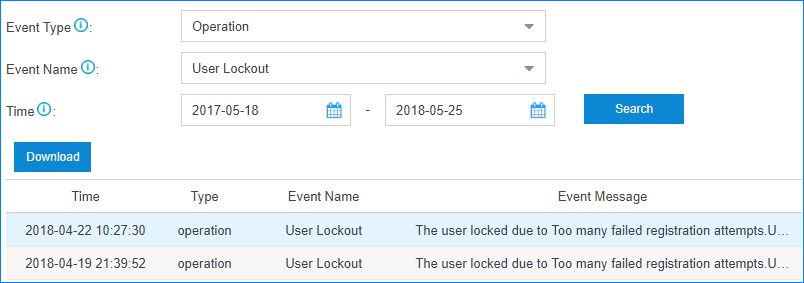 Event Type : Operation
Event Name : User Lockout
Time : 2017-05-18 - 2018-05-25 Search
Download
Time Type Event Name Event Message
2018-04-22 10:27:30 operation User Lockout The user locked due to Too many failed registration attempts.U...
2018-04-19 21:39:52 operation User Lockout The user locked due to Too many failed registration attempts.U...